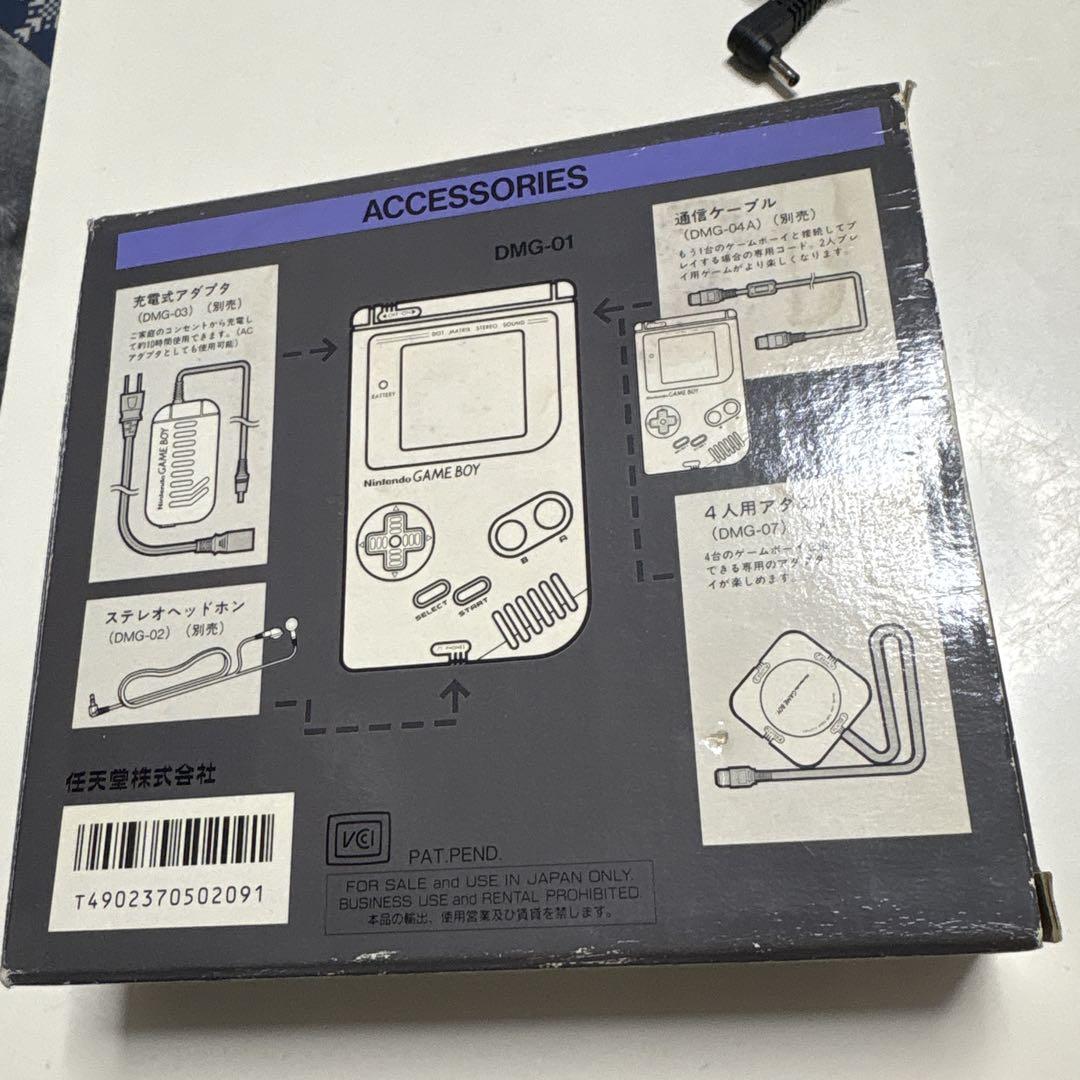 ACCESSORIES
DMG-01
充電式アダプタ
(DMG-03)(別売)
ご家庭のコンセントから充電し
て約10時間使用できます。(AC
アダプタとしても使用可能)
Nintendo GAME BOY
ステレオヘッドホン
(DMG-02)(別売)
OFF・ON
DOT MATRIX STEREO SOUND
BATTERY
Nintendo GAME BOY
B
A
SELECT
START
PHONES
通信ケーブル
(DMG-04A)(別売)
もう1台のゲームボーイと接続してプ
レイする場合の専用コード。2人プレ
イ用ゲームがより楽しくなります。
Nintendo GAME BOY
4人用アダ
(DMG-07)
4台のゲームボーイ
できる専用のアダプタ
イが楽しめます
Nintendo GAME BOY
任天堂株式会社
T4902370502091
VCI
PAT.PEND.
FOR SALE and USE IN JAPAN ONLY.
BUSINESS USE and RENTAL PROHIBITED.
本品の輸出、使用営業及び賃貸を禁じます。